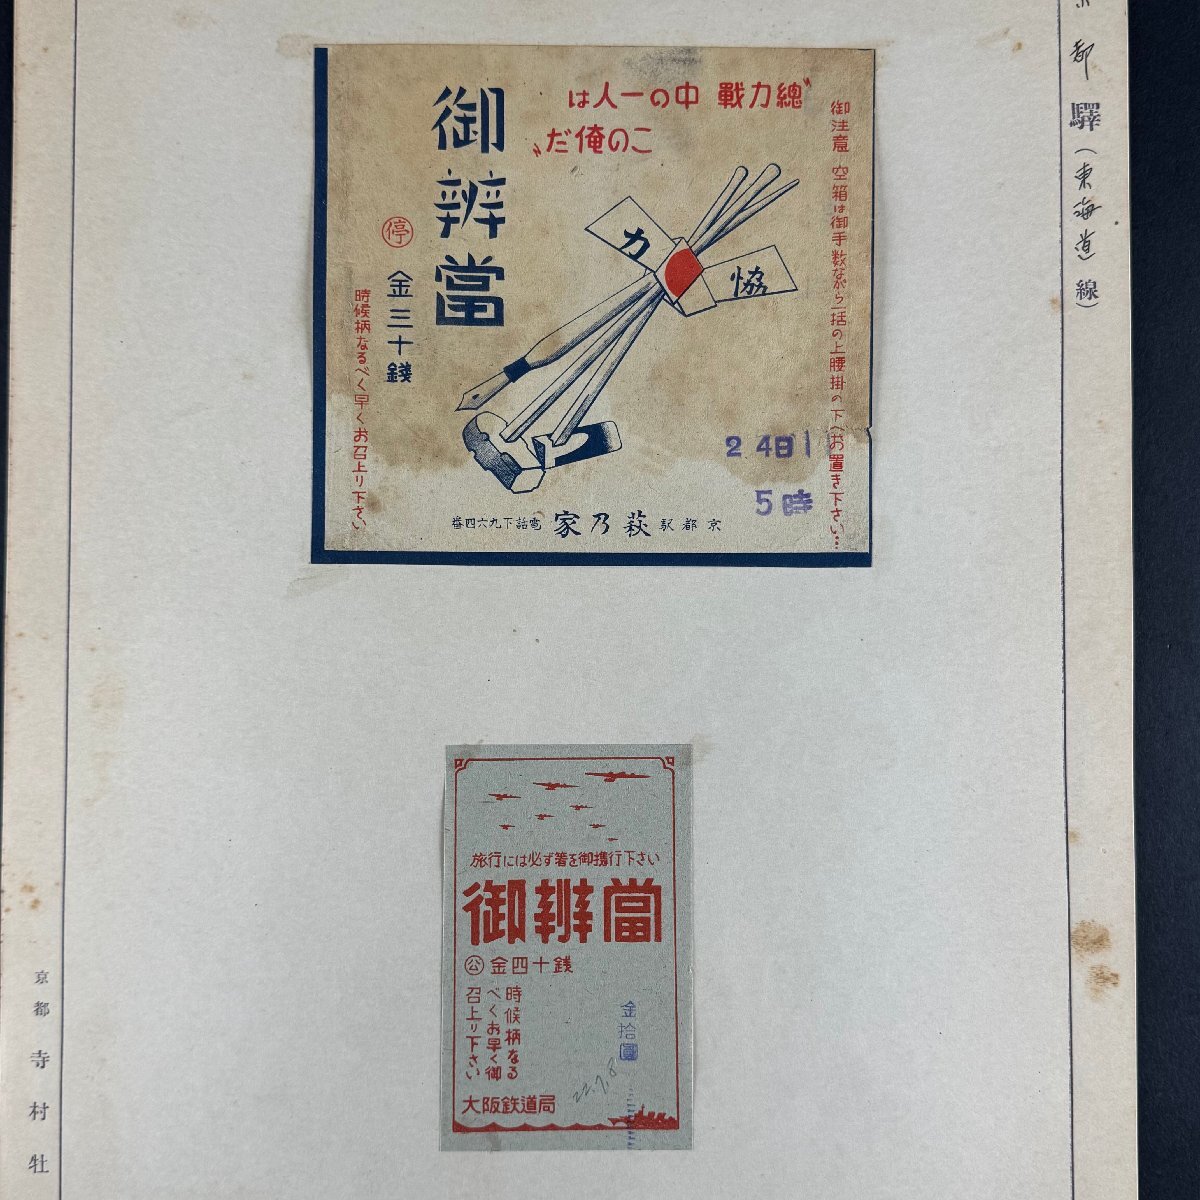 都驛（東海道線）
“總力戰 中の一人は
この俺だ”
御注意 空箱は御手数ながら一括の上腰掛の下へお置き下さい…
御辨當
停
金三十錢
時候柄なるべく早くお召上り下さい
協
力
24日
5時
京都駅 萩乃家 電話下九六四番
旅行には必ず箸を御携行下さい
御辨當
公 金四十銭
時候柄なる
べくお早く御
召上り下さい
金拾圓
22.7.8
大阪鉄道局
京都 寺村牡